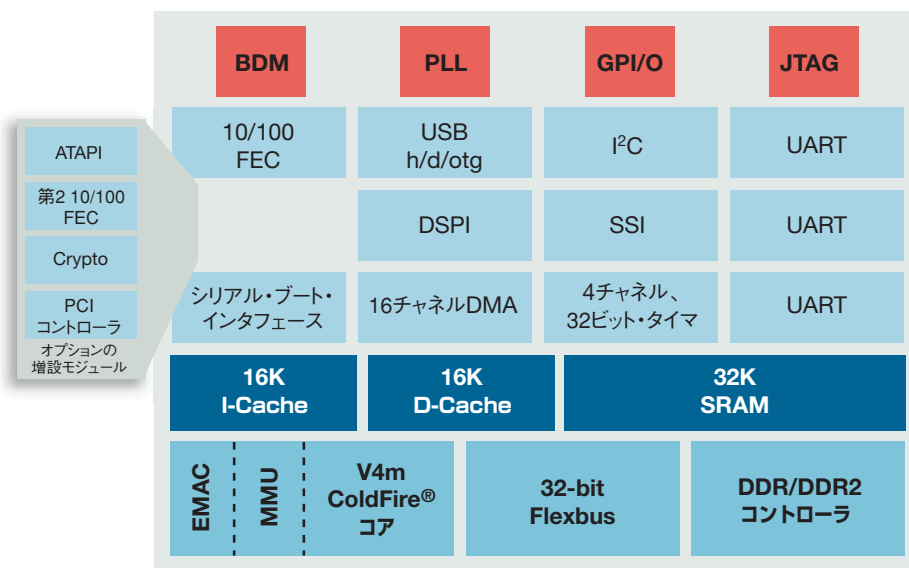 BDM
PLL
GPI/O
JTAG
10/100
FEC
USB
h/d/otg
I²C
UART
DSPI
SSI
UART
シリアル・ブート・
インタフェース
16チャネルDMA
4チャネル、
32ビット・タイマ
UART
ATAPI
第2 10/100
FEC
Crypto
PCI
コントローラ
オプションの
増設モジュール
16K
I-Cache
16K
D-Cache
32K
SRAM
EMAC
MMU
V4m
ColdFire®
コア
32-bit
Flexbus
DDR/DDR2
コントローラ